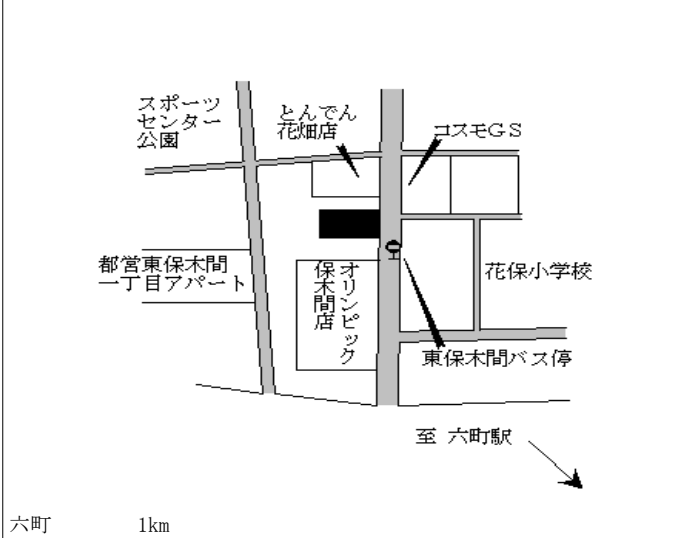 スポーツ
センター
公園
とんでん
花畑店
コスモGS
都営東保木間
一丁目アパート
オリンピック
保木間店
花保小学校
東保木間バス停
至 六町駅
六町 1km